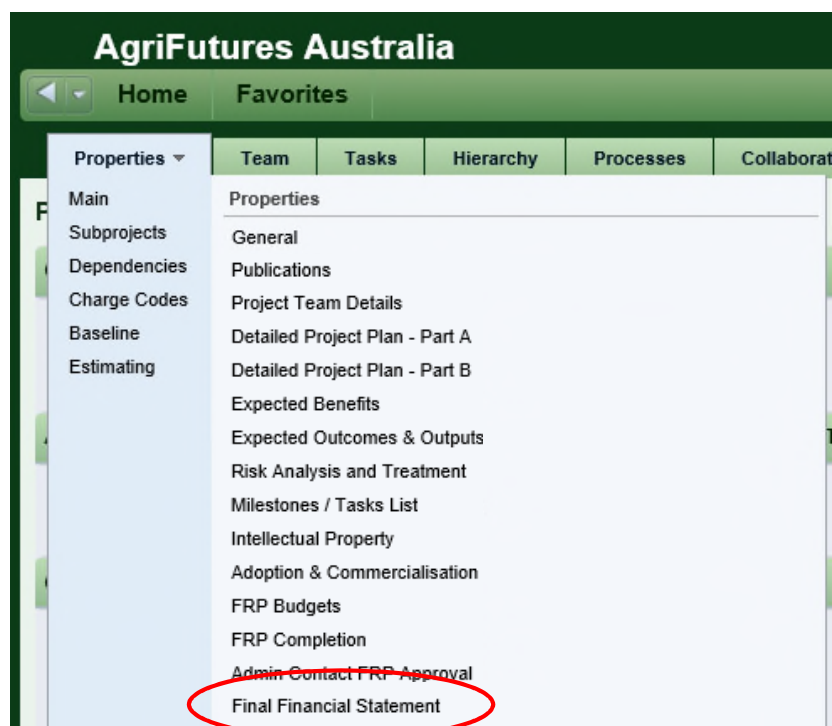 AgriFutures Australia
Home Favorites
Properties Team Tasks Hierarchy Processes Collaborat
Main
Subprojects
Dependencies
Charge Codes
Baseline
Estimating
Properties
General
Publications
Project Team Details
Detailed Project Plan - Part A
Detailed Project Plan - Part B
Expected Benefits
Expected Outcomes & Outputs
Risk Analysis and Treatment
Milestones / Tasks List
Intellectual Property
Adoption & Commercialisation
FRP Budgets
FRP Completion
Admin Contact FRP Approval
Final Financial Statement